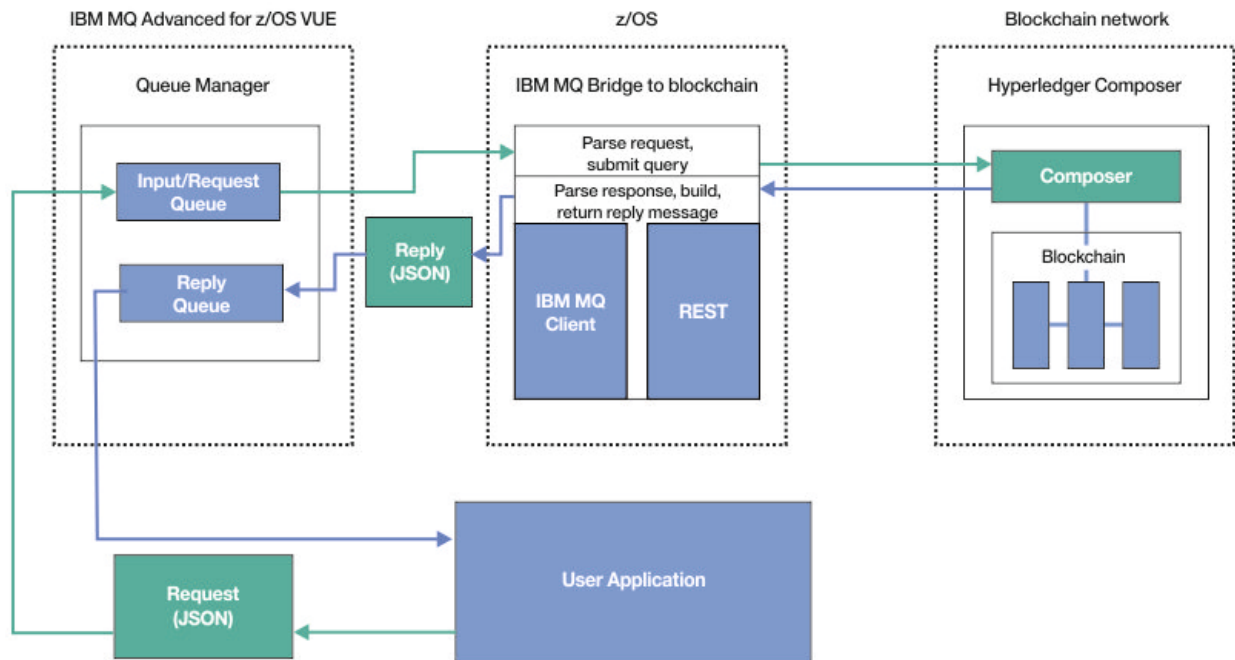 IBM MQ Advanced for z/OS VUE
z/OS
Blockchain network
Queue Manager
IBM MQ Bridge to blockchain
Hyperledger Composer
Input/Request
Queue
Reply
Queue
Reply
(JSON)
Parse request,
submit query
Parse response, build,
return reply message
IBM MQ
Client
REST
Composer
Blockchain
User Application
Request
(JSON)